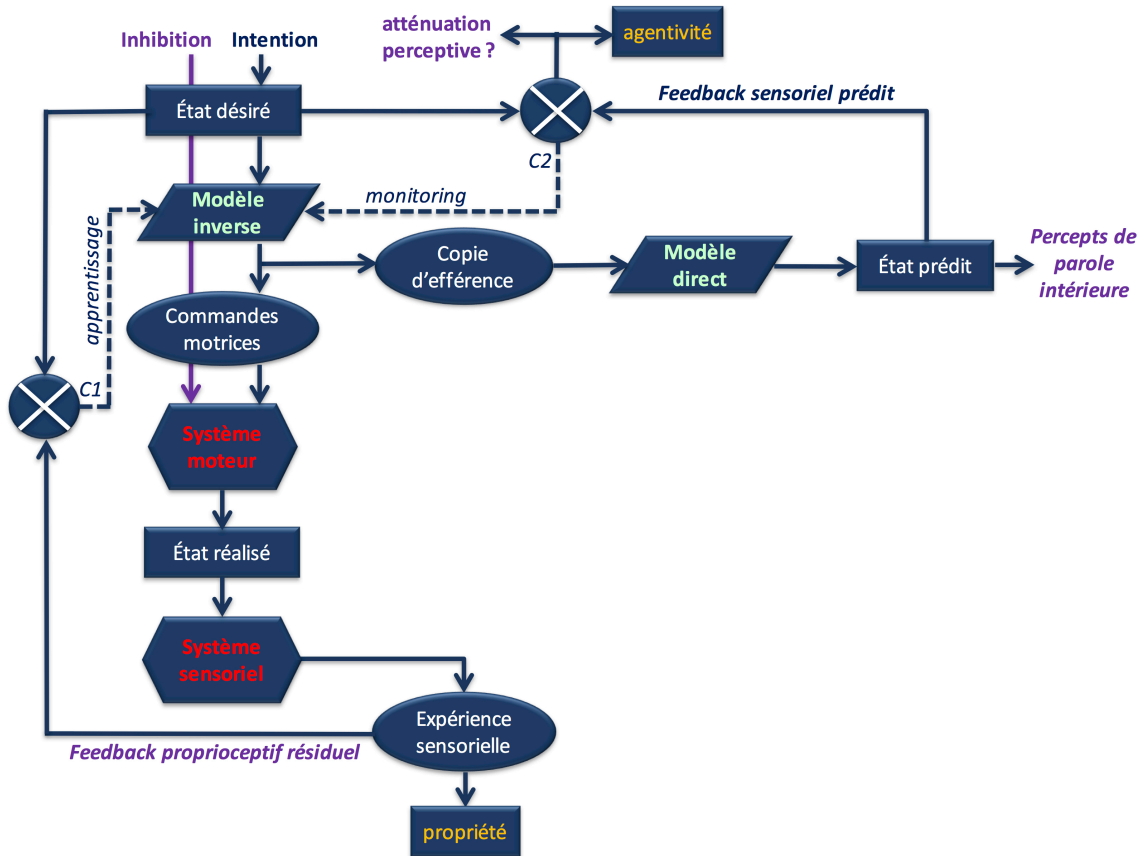 Inhibition
Intention
atténuation
perceptive ?
agentivité
État désiré
Feedback sensoriel prédit
C2
monitoring
Modèle
inverse
apprentissage
Copie
d'efférence
Modèle
direct
État prédit
Percepts de
parole
intérieure
Commandes
motrices
C1
Système
moteur
État réalisé
Système
sensoriel
Expérience
sensorielle
Feedback proprioceptif résiduel
propriété